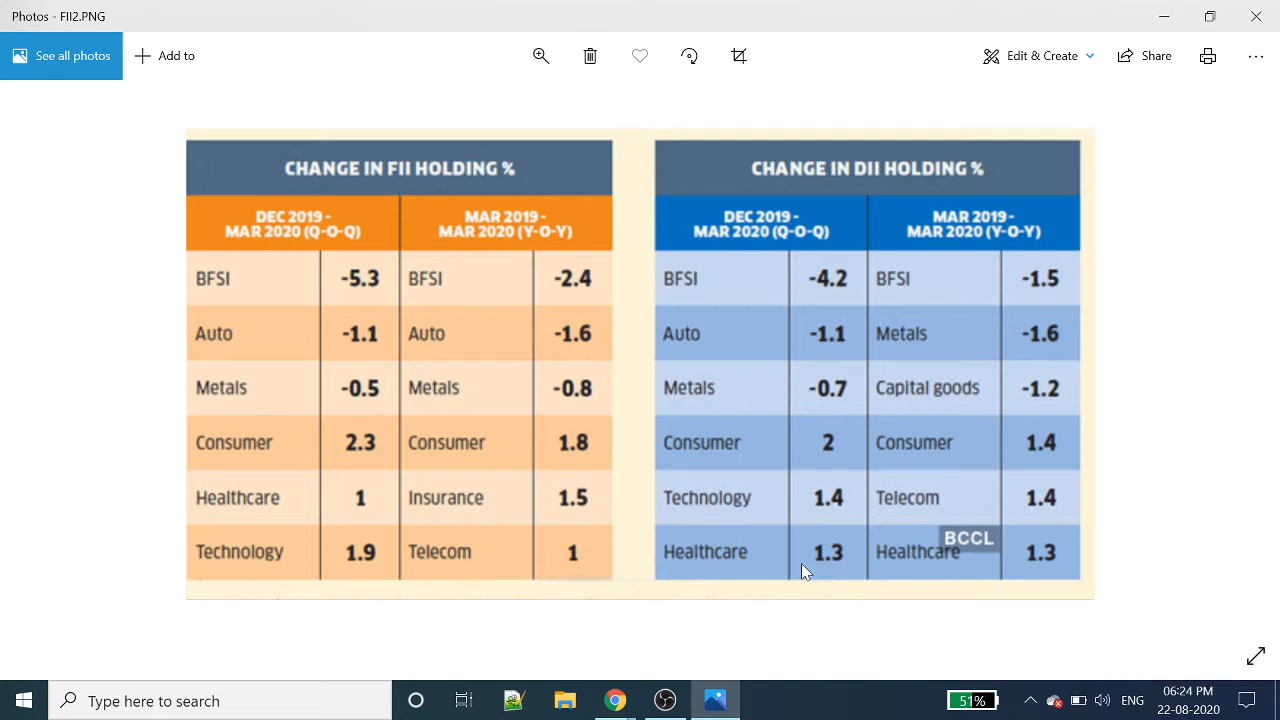 Photos - FII2.PNG
See all photos
Add to
Edit & Create
Share
CHANGE IN FII HOLDING %
DEC 2019 -
MAR 2020 (Q-O-Q)
MAR 2019 -
MAR 2020 (Y-O-Y)
BFSI -5.3 BFSI -2.4
Auto -1.1 Auto -1.6
Metals -0.5 Metals -0.8
Consumer 2.3 Consumer 1.8
Healthcare 1 Insurance 1.5
Technology 1.9 Telecom 1
CHANGE IN DII HOLDING %
DEC 2019 -
MAR 2020 (Q-O-Q)
MAR 2019 -
MAR 2020 (Y-O-Y)
BFSI -4.2 BFSI -1.5
Auto -1.1 Metals -1.6
Metals -0.7 Capital goods -1.2
Consumer 2 Consumer 1.4
Technology 1.4 Telecom 1.4
Healthcare 1.3 Healthcare 1.3
BCCL
Type here to search
51%
ENG
06:24 PM
22-08-2020